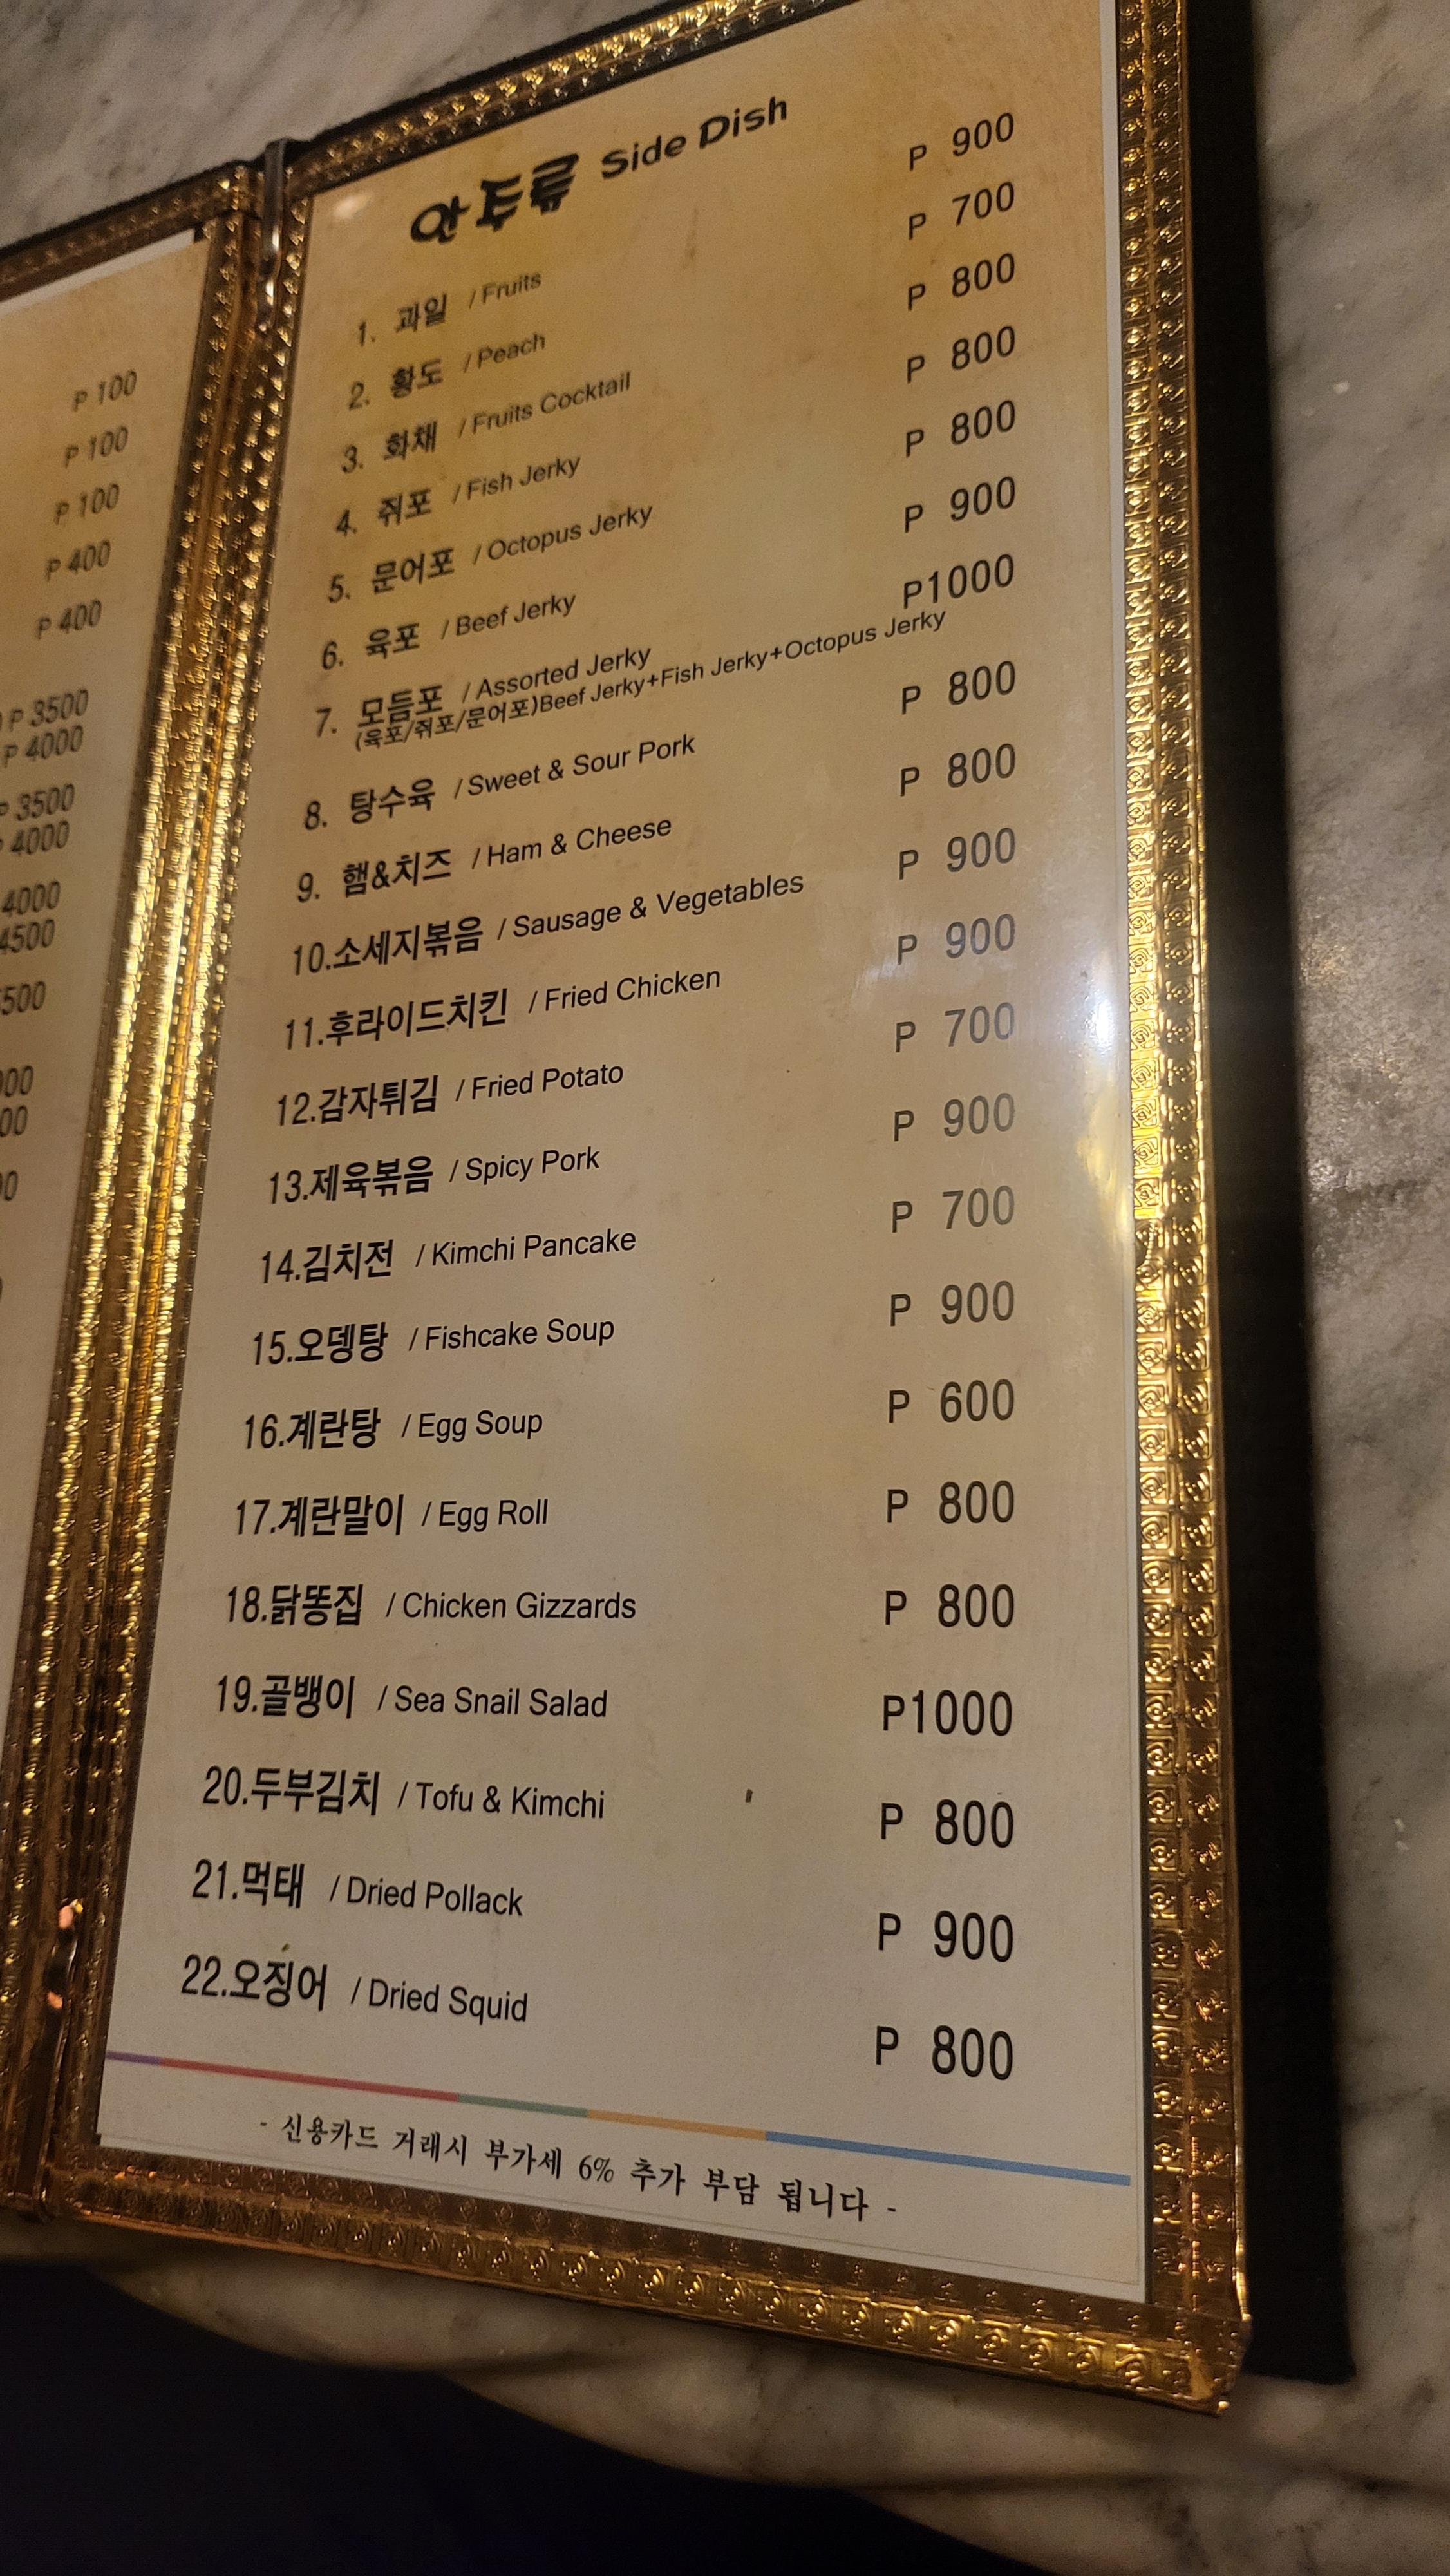 P 100
P 100
P 100
P 400
P 400
P 3500
P 4000
P 3500
4000
4000
4500
안주류 Side Dish
1. 과일 / Fruits P 900
2. 황도 / Peach P 700
3. 화채 / Fruits Cocktail P 800
4. 쥐포 / Fish Jerky P 800
5. 문어포 / Octopus Jerky P 800
6. 육포 / Beef Jerky P 900
7. 모듬포 / Assorted Jerky P1000
(육포/쥐포/문어포)Beef Jerky+Fish Jerky+Octopus Jerky
8. 탕수육 / Sweet & Sour Pork P 800
9. 햄&치즈 / Ham & Cheese P 800
10.소세지볶음 / Sausage & Vegetables P 900
11.후라이드치킨 / Fried Chicken P 900
12.감자튀김 / Fried Potato P 700
13.제육볶음 / Spicy Pork P 900
14.김치전 / Kimchi Pancake P 700
15.오뎅탕 / Fishcake Soup P 900
16.계란탕 / Egg Soup P 600
17.계란말이 / Egg Roll P 800
18.닭똥집 / Chicken Gizzards P 800
19.골뱅이 / Sea Snail Salad P1000
20.두부김치 / Tofu & Kimchi P 800
21.먹태 / Dried Pollack P 900
22.오징어 / Dried Squid P 800
- 신용카드 거래시 부가세 6% 추가 부담 됩니다 -